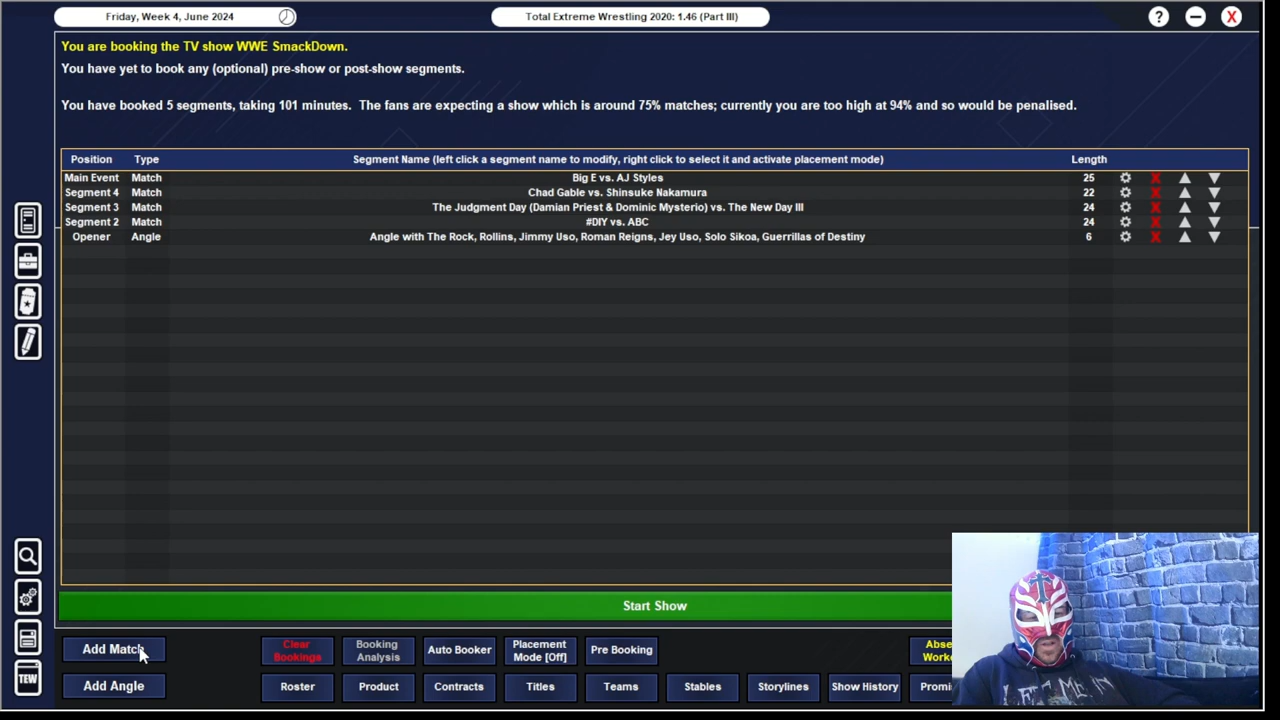 Friday, Week 4, June 2024
Total Extreme Wrestling 2020: 1.46 (Part III)
? X
You are booking the TV show WWE SmackDown.
You have yet to book any (optional) pre-show or post-show segments.
You have booked 5 segments, taking 101 minutes. The fans are expecting a show which is around 75% matches; currently you are too high at 94% and so would be penalised.
Position Type Segment Name (left click a segment name to modify, right click to select it and activate placement mode) Length
Main Event Match Big E vs. AJ Styles 25 X
Segment 4 Match Chad Gable vs. Shinsuke Nakamura 22 X
Segment 3 Match The Judgment Day (Damian Priest & Dominic Mysterio) vs. The New Day III 24 X
Segment 2 Match #DIY vs. ABC 24 X
Opener Angle Angle with The Rock, Rollins, Jimmy Uso, Roman Reigns, Jey Uso, Solo Sikoa, Guerrillas of Destiny 6 X
Start Show
Add Match
Clear Bookings
Booking Analysis
Auto Booker
Placement Mode [Off]
Pre Booking
Abse
Work
Add Angle
Roster
Product
Contracts
Titles
Teams
Stables
Storylines
Show History
Promi
TEW